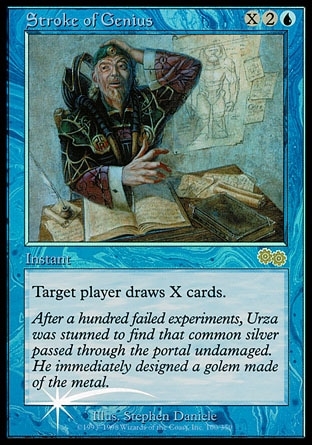 Stroke of Genius X 2
Instant
Target player draws X cards.
After a hundred failed experiments, Urza
was stunned to find that common silver
passed through the portal undamaged.
He immediately designed a golem made
of the metal.
Illus. Stephen Daniele